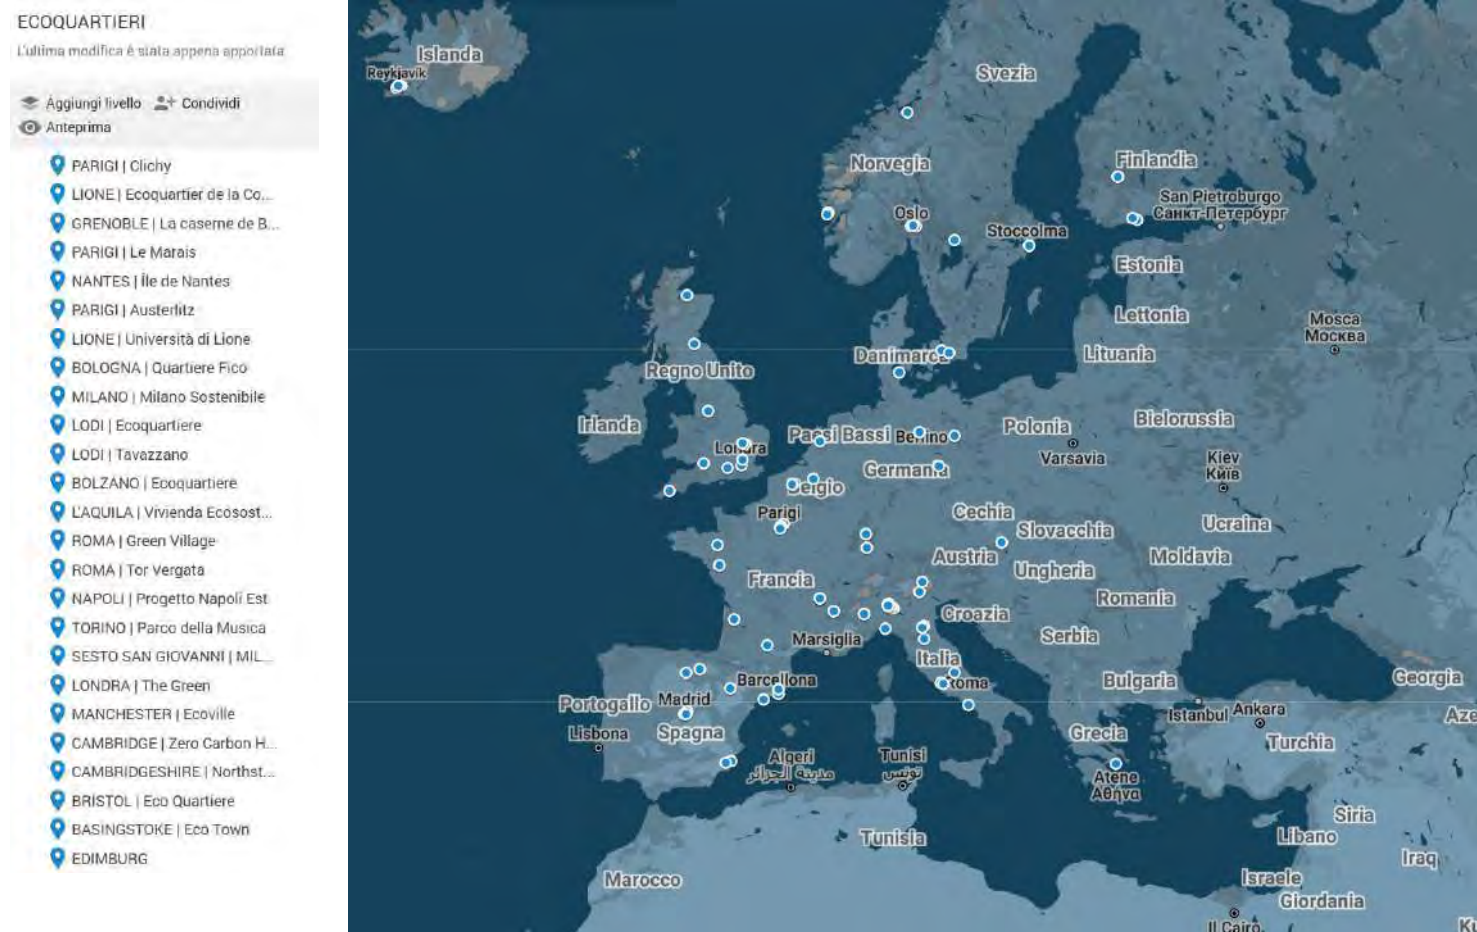 ECOQUARTIERI
L'ultima modifica è stata appena apportata
Aggiungi livello Condividi
Anteprima
PARIGI | Clichy
LIONE | Ecoquartier de la Co...
GRENOBLE | La caserne de B...
PARIGI | Le Marais
NANTES | Île de Nantes
PARIGI | Austerlitz
LIONE | Università di Lione
BOLOGNA | Quartiere Fico
MILANO | Milano Sostenibile
LODI | Ecoquartiere
LODI | Tavazzano
BOLZANO | Ecoquartiere
L'AQUILA | Vivienda Ecosost...
ROMA | Green Village
ROMA | Tor Vergata
NAPOLI | Progetto Napoli Est
TORINO | Parco della Musica
SESTO SAN GIOVANNI | MIL...
LONDRA | The Green
MANCHESTER | Ecoville
CAMBRIDGE | Zero Carbon H...
CAMBRIDGESHIRE | Northst...
BRISTOL | Eco Quartiere
BASINGSTOKE | Eco Town
EDIMBURG
Islanda
Reykjavik
Svezia
Norvegia
Finlandia
San Pietroburgo
Санкт-Петербург
Oslo
Stoccolma
Estonia
Lettonia
Mosca
Москва
Danimarca
Lituania
Regno Unito
Irlanda
Bielorussia
Polonia
Paesi Bassi
Berlino
Londra
Varsavia
Kiev
Київ
Germania
Belgio
Parigi
Cechia
Slovacchia
Ucraina
Austria
Moldavia
Ungheria
Francia
Romania
Croazia
Marsiglia
Serbia
Italia
Barcellona
Roma
Bulgaria
Georgia
Portogallo
Madrid
Istanbul
Ankara
Aze
Lisbona
Spagna
Grecia
Turchia
Algeri
مدينة الجزائر
Tunisi
تونس
Atene
Αθήνα
Siria
Tunisia
Libano
Iraq
Marocco
Israele
Giordania
Il Cairo